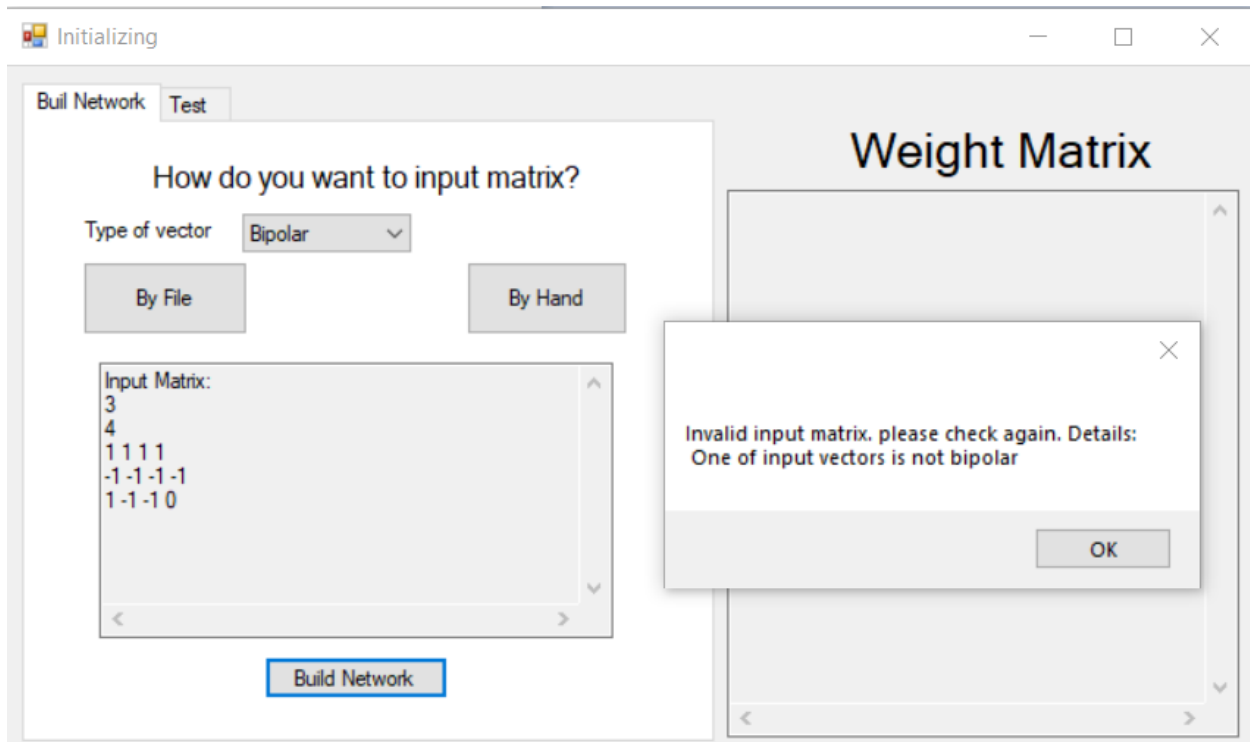 Initializing
Buil Network Test
How do you want to input matrix?
Type of vector Bipolar
By File By Hand
Input Matrix:
3
4
1 1 1 1
-1 -1 -1 -1
1 -1 -1 0
Build Network
Weight Matrix
Invalid input matrix. please check again. Details:
One of input vectors is not bipolar
OK